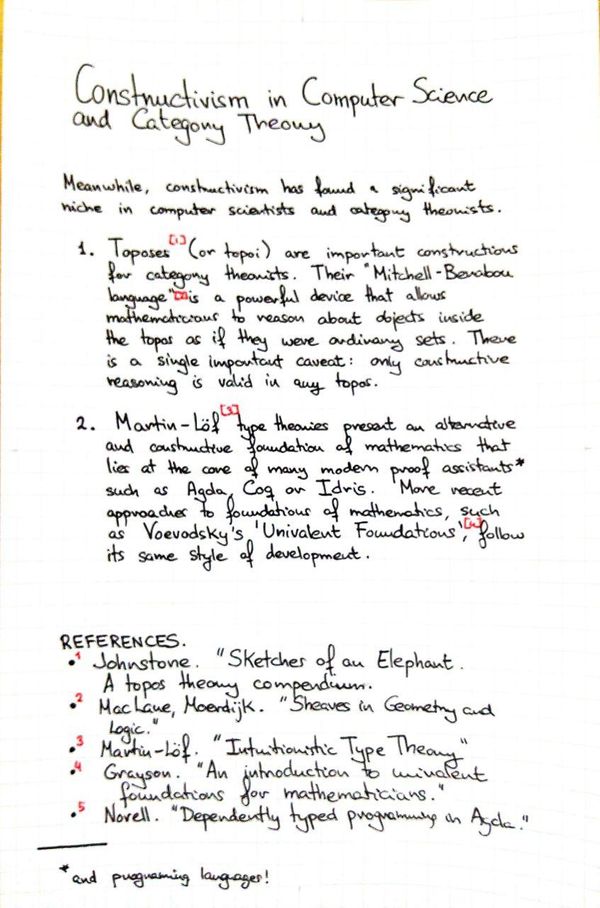 Constructivism in Computer Science
and Category Theory
Meanwhile, constructivism has found a significant
niche in computer scientists and category theorists.
1. Toposes[1] (or topoi) are important constructions
for category theorists. Their "Mitchell-Benabou
language"[2] is a powerful device that allows
mathematicians to reason about objects inside
the topos as if they were ordinary sets. There
is a single important caveat: only constructive
reasoning is valid in any topos.
2. Martin-Löf[3] type theories present an alternative
and constructive foundation of mathematics that
lies at the core of many modern proof assistants*
such as Agda, Coq or Idris. More recent
approaches to foundations of mathematics, such
as Voevodsky's 'Univalent Foundations',[4] follow
its same style of development.
REFERENCES.
•1 Johnstone. "Sketches of an Elephant.
A topos theory compendium.
•2 MacLane, Moerdijk. "Sheaves in Geometry and
Logic."
•3 Martin-Löf. "Intuitionistic Type Theory"
•4 Grayson. "An introduction to univalent
foundations for mathematicians."
•5 Norell. "Dependently typed programming in Agda."
*and programming languages!